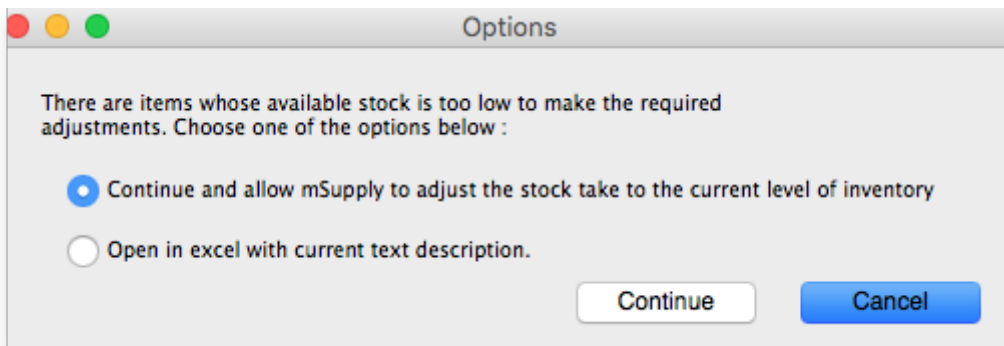 Options
There are items whose available stock is too low to make the required
adjustments. Choose one of the options below :
Continue and allow mSupply to adjust the stock take to the current level of inventory
Open in excel with current text description.
Continue Cancel